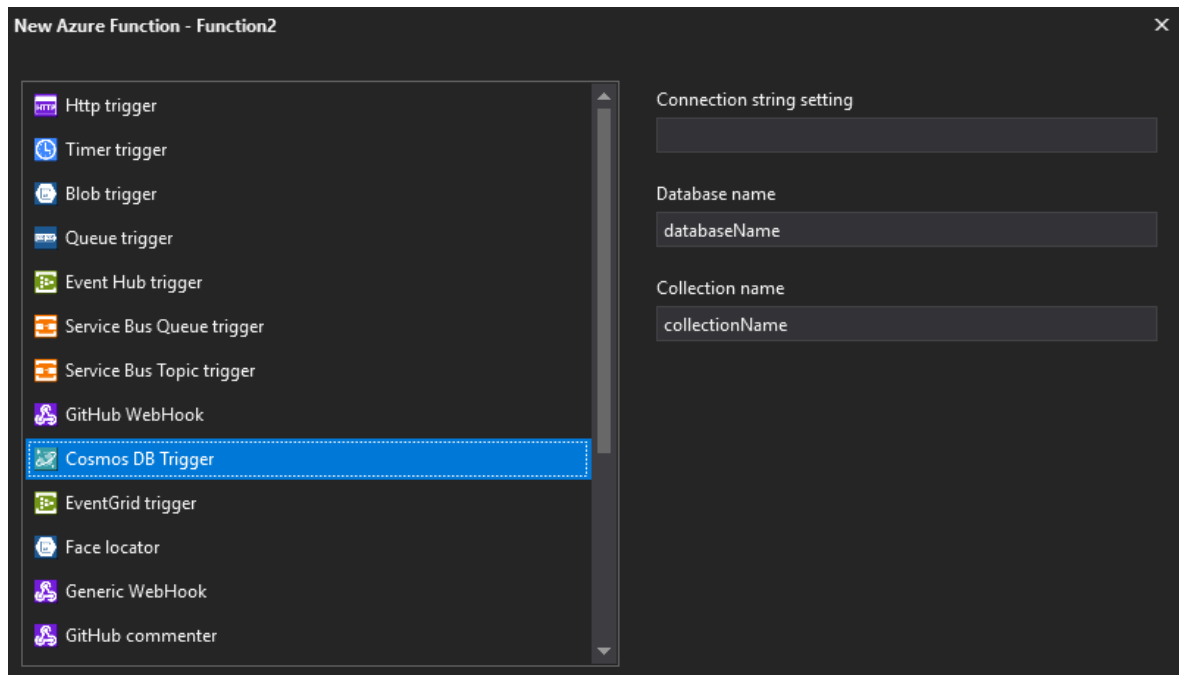 New Azure Function - Function2
Http trigger
Timer trigger
Blob trigger
Queue trigger
Event Hub trigger
Service Bus Queue trigger
Service Bus Topic trigger
GitHub WebHook
Cosmos DB Trigger
EventGrid trigger
Face locator
Generic WebHook
GitHub commenter
Connection string setting
Database name
databaseName
Collection name
collectionName